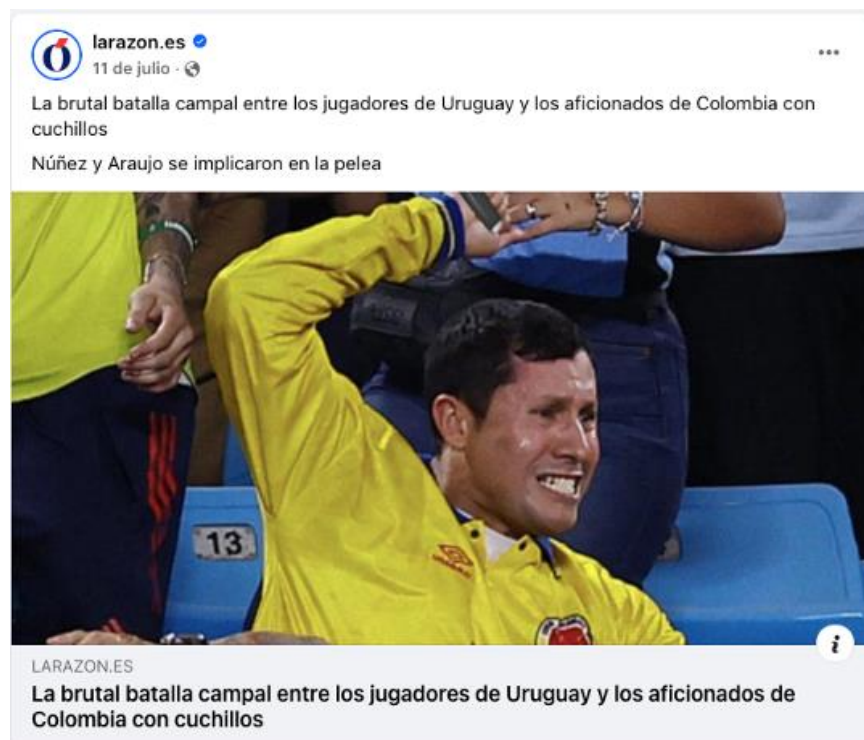 larazon.es
11 de julio ·
La brutal batalla campal entre los jugadores de Uruguay y los aficionados de Colombia con
cuchillos
Núñez y Araujo se implicaron en la pelea
13
LARAZON.ES
La brutal batalla campal entre los jugadores de Uruguay y los aficionados de
Colombia con cuchillos